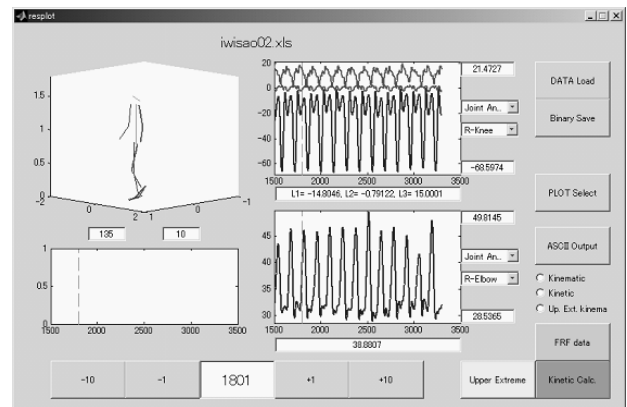 resplot
iwisao02.xls
1.5
1
0.5
0
-2
0
2
1
0
-1
135
10
20
0
-20
-40
-60
1500
2000
2500
3000
3500
L1= -14.8046, L2= -0.79122, L3= 15.0001
21.4727
Joint An..
R-Knee
-68.5974
1
0.5
0
1500
2000
2500
3000
3500
45
40
35
30
1500
2000
2500
3000
3500
38.8807
49.8145
Joint An..
R-Elbow
28.5365
DATA Load
Binary Save
PLOT Select
ASCII Output
Kinematic
Kinetic
Up. Ext. kinema
FRF data
-10
-1
1801
+1
+10
Upper Extreme
Kinetic Calc.